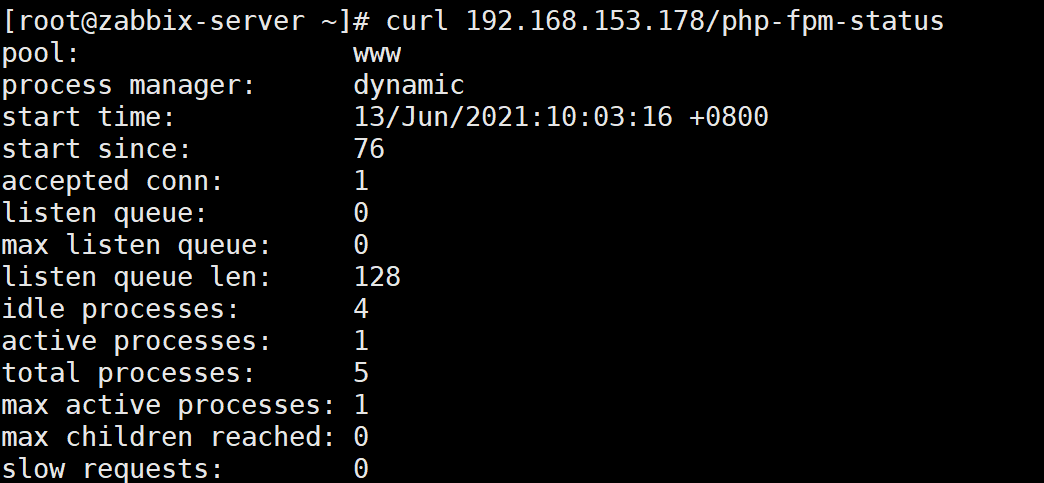 [root@zabbix-server ~]# curl 192.168.153.178/php-fpm-status
pool:                 www
process manager:      dynamic
start time:           13/Jun/2021:10:03:16 +0800
start since:          76
accepted conn:        1
listen queue:         0
max listen queue:     0
listen queue len:     128
idle processes:       4
active processes:     1
total processes:      5
max active processes: 1
max children reached: 0
slow requests:        0